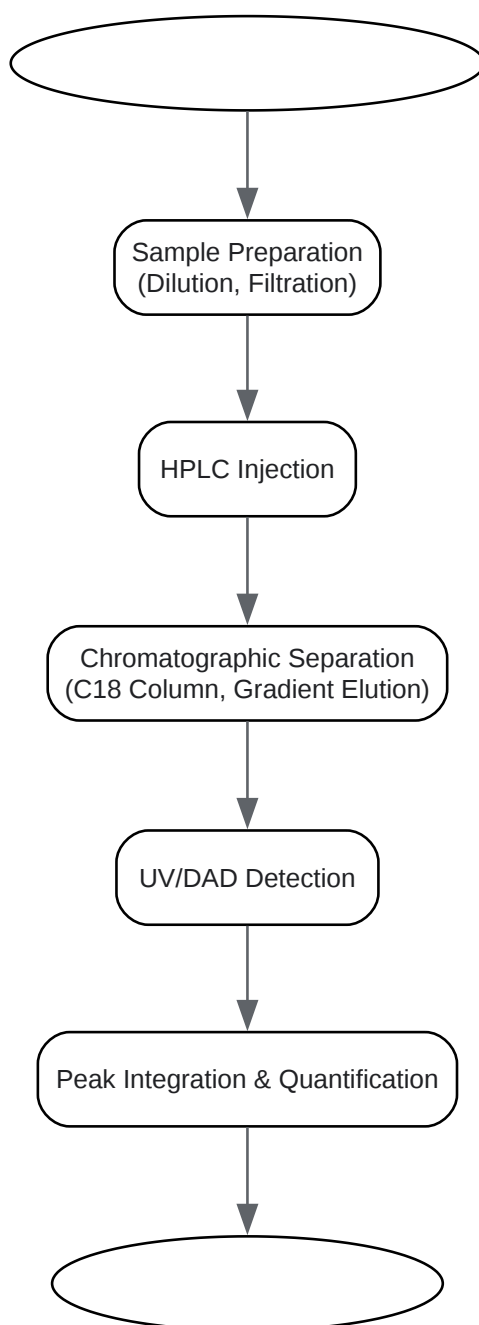 Sample Preparation
(Dilution, Filtration)
HPLC Injection
Chromatographic Separation
(C18 Column, Gradient Elution)
UV/DAD Detection
Peak Integration & Quantification